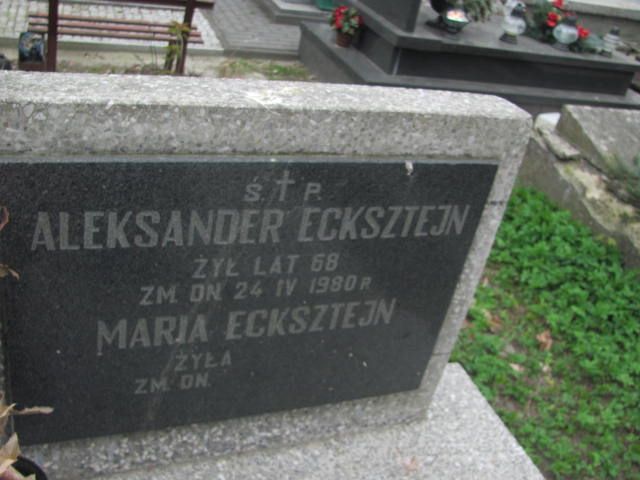 Ś. † P.
ALEKSANDER ECKSZTEJN
ŻYŁ LAT 68
ZM. DN. 24 IV 1980 R.
MARIA ECKSZTEJN
ŻYŁA
ZM. DN.